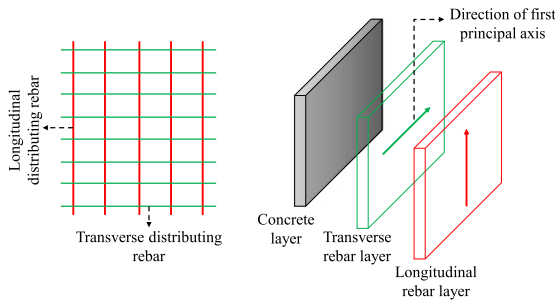 Longitudinal
distributing rebar
Transverse distributing
rebar
Direction of first
principal axis
Concrete
layer
Transverse
rebar layer
Longitudinal
rebar layer